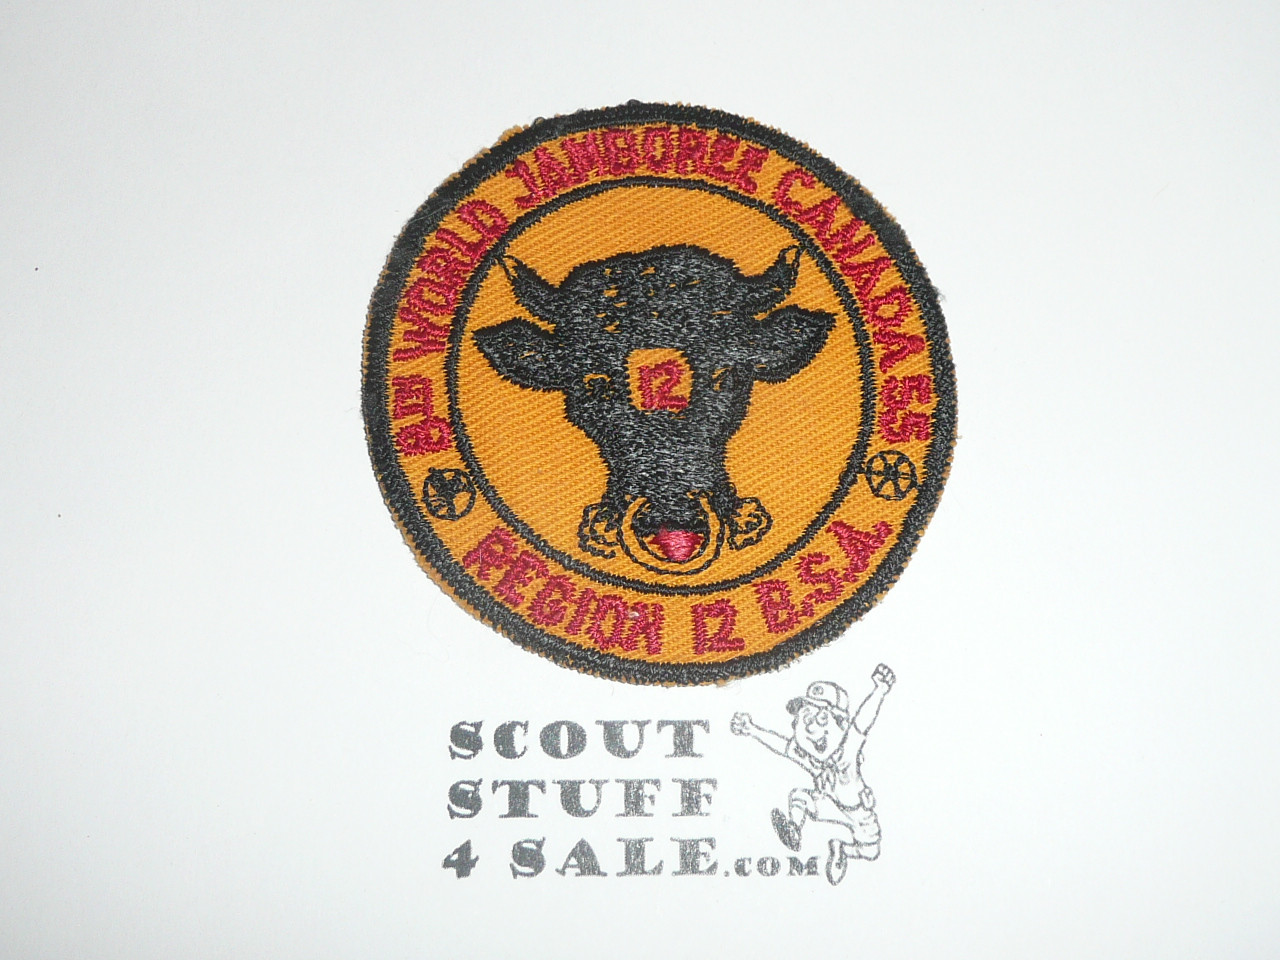 8TH WORLD JAMBOREE CANADA 55
12
REGION 12 B.S.A.
SCOUT
STUFF
4 SALE.COM